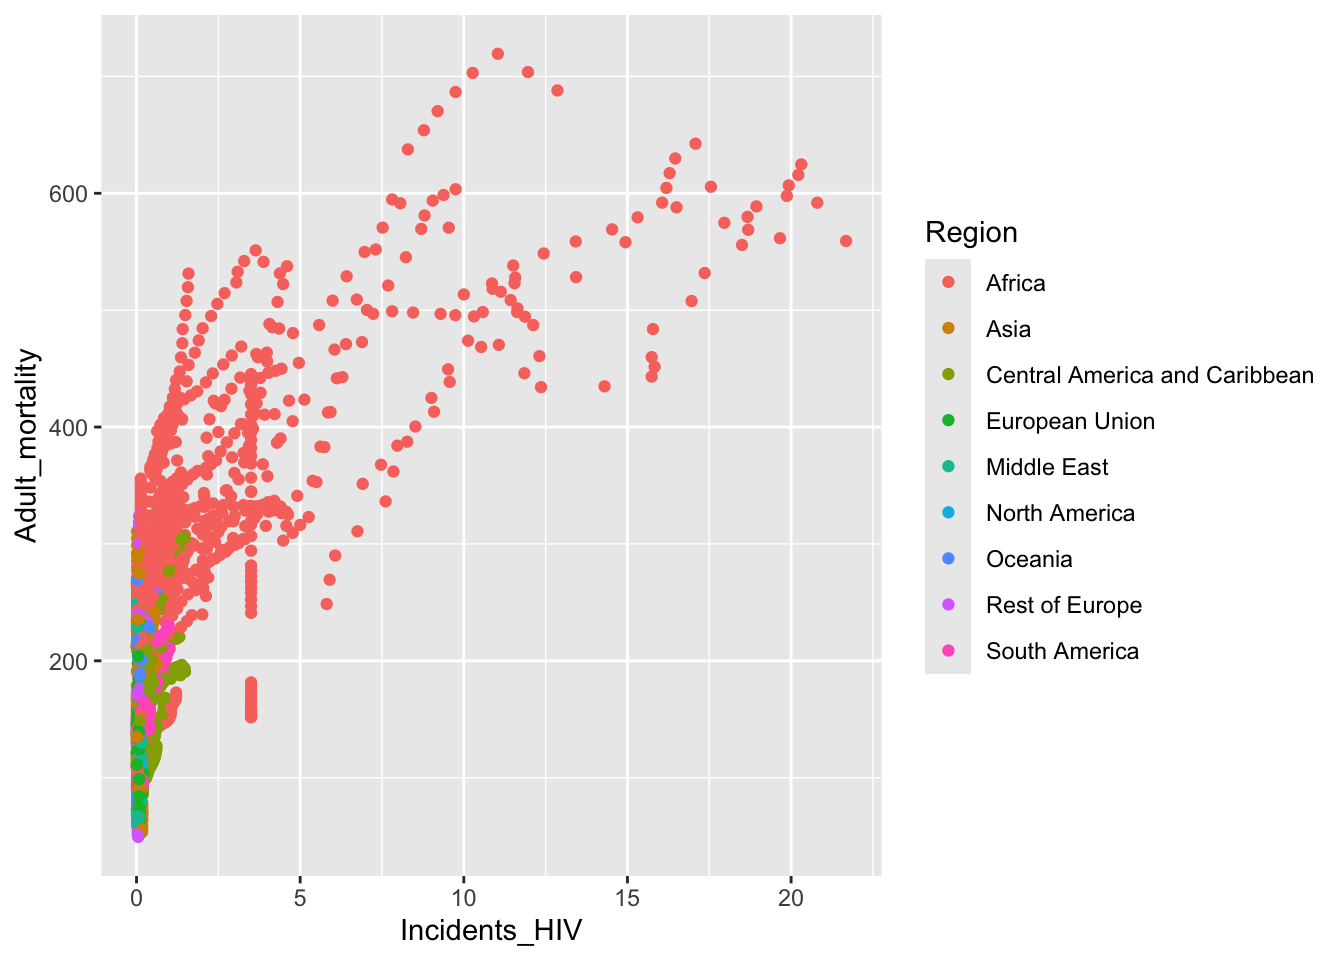 600
400
200
0
5
10
15
20
Adult_mortality
Incidents_HIV
Region
Africa
Asia
Central America and Caribbean
European Union
Middle East
North America
Oceania
Rest of Europe
South America